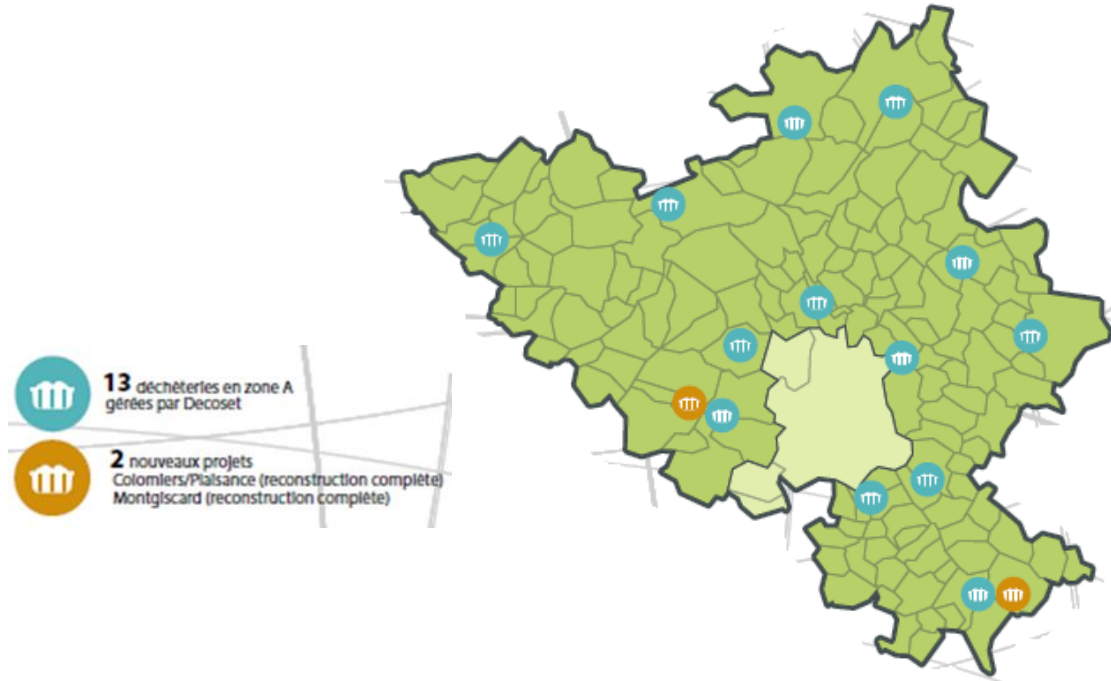 13 déchèteries en zone A
gérées par Decoset
2 nouveaux projets
Colomiers/Plaisance (reconstruction complète)
Montgiscard (reconstruction complète)